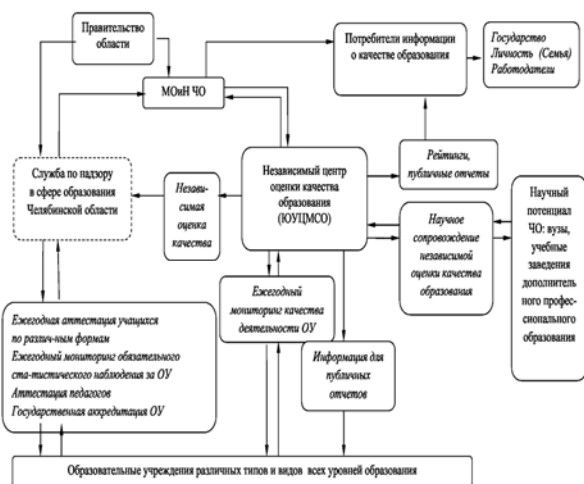 Правительство
области
МОиН ЧО
Потребители информации
о качестве образования
Государство
Личность (Семья)
Работодатели
Служба по надзору
в сфере образования
Челябинской области
Незави-
симая
оценка
качества
Независимый центр
оценки качества
образования
(ЮУЦМСО)
Рейтинги,
публичные отчеты
Научное
сопровождение
независимой
оценки качества
образования
Научный
потенциал
ЧО: вузы,
учебные
заведения
дополнитель
ного профес-
сионального
образования
Ежегодная аттестация учащихся
по различ-ным формам
Ежегодный мониторинг обязательного
ста-тистического наблюдения за ОУ
Аттестация педагогов
Государственная аккредитация ОУ
Ежегодный
мониторинг качества
деятельности ОУ
Информация для
публичных
отчетов
Образовательные учреждения различных типов и видов всех уровней образования